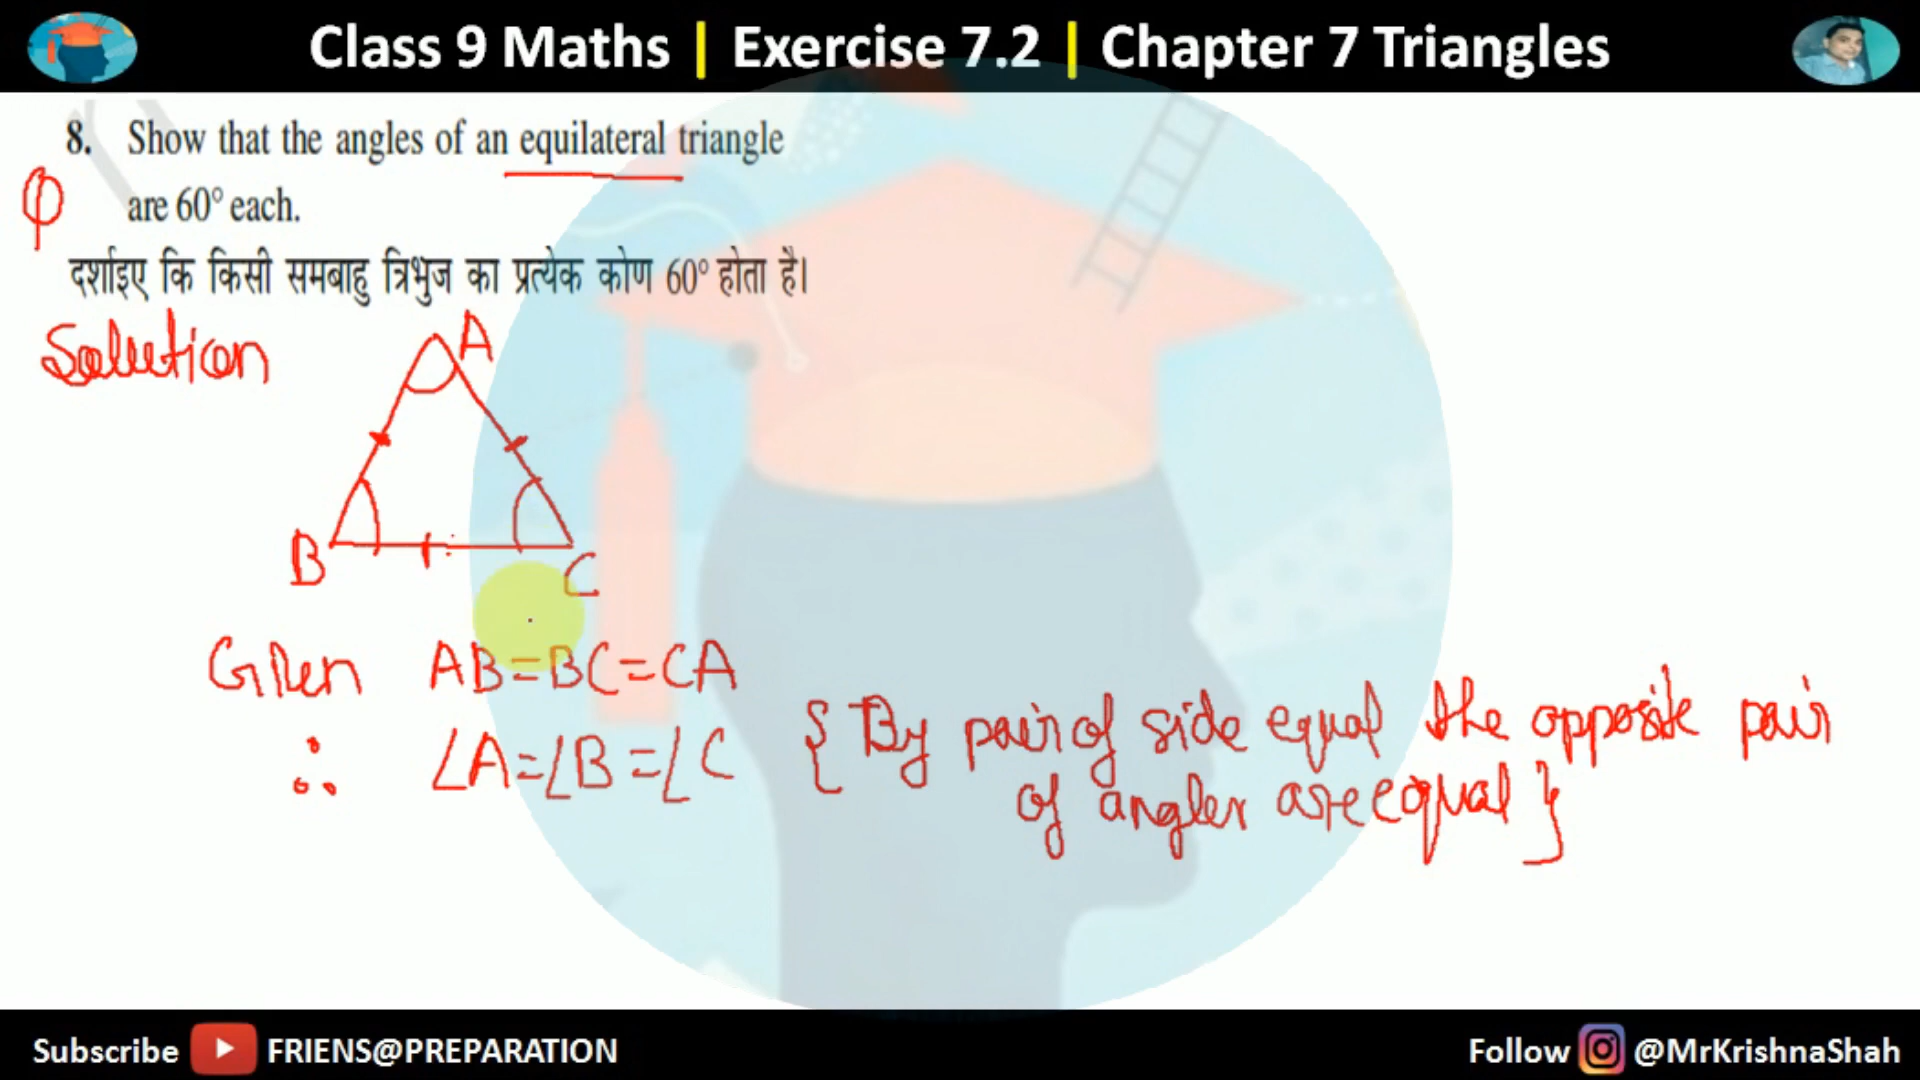 Class 9 Maths | Exercise 7.2 | Chapter 7 Triangles
8. Show that the angles of an equilateral triangle
are 60° each.
दर्शाइए कि किसी समबाहु त्रिभुज का प्रत्येक कोण 60° होता है।
Solution
A
B
C
Given AB=BC=CA
∴ ∠A=∠B=∠C {By pair of side equal the opposite pair
of angles are equal}
Subscribe FRIENS@PREPARATION
Follow @MrKrishnaShah